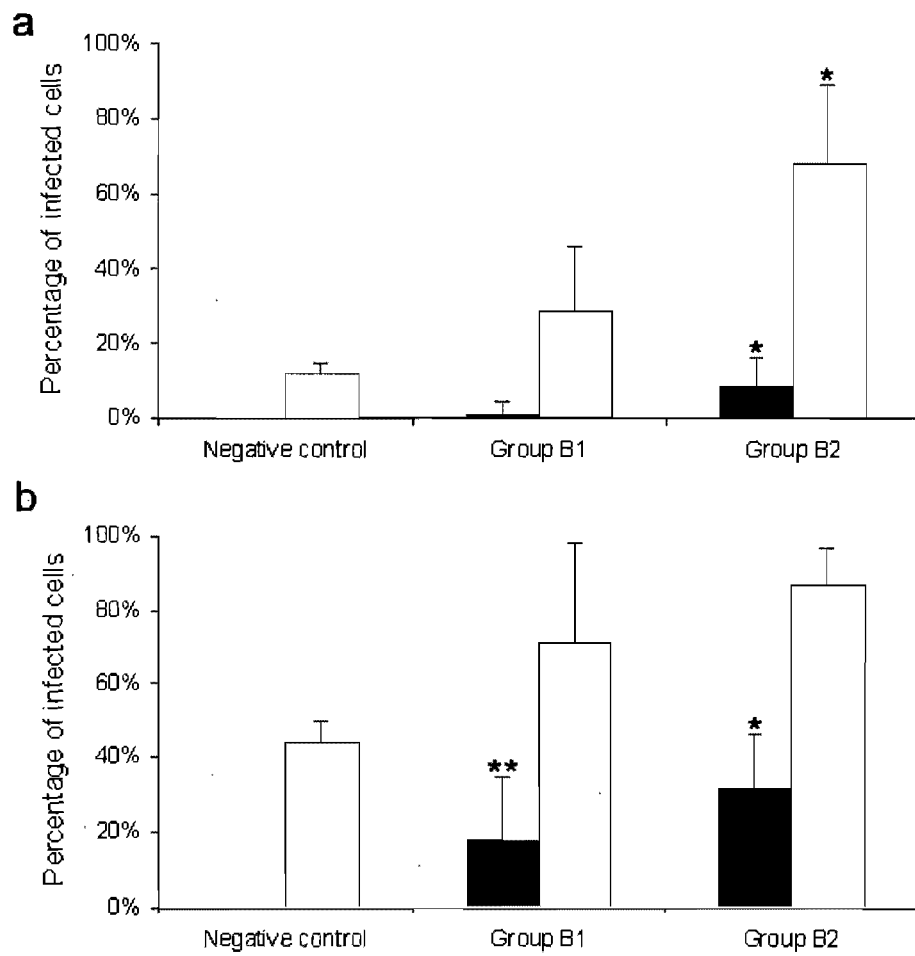 a
Percentage of infected cells
100%
80%
60%
40%
20%
0%
*
*
Negative control Group B1 Group B2
b
Percentage of infected cells
100%
80%
60%
40%
20%
0%
**
*
Negative control Group B1 Group B2